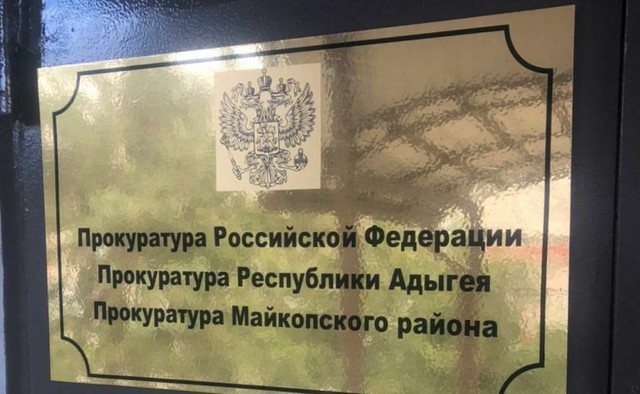 Прокуратура Российской Федерации
Прокуратура Республики Адыгея
Прокуратура Майкопского района